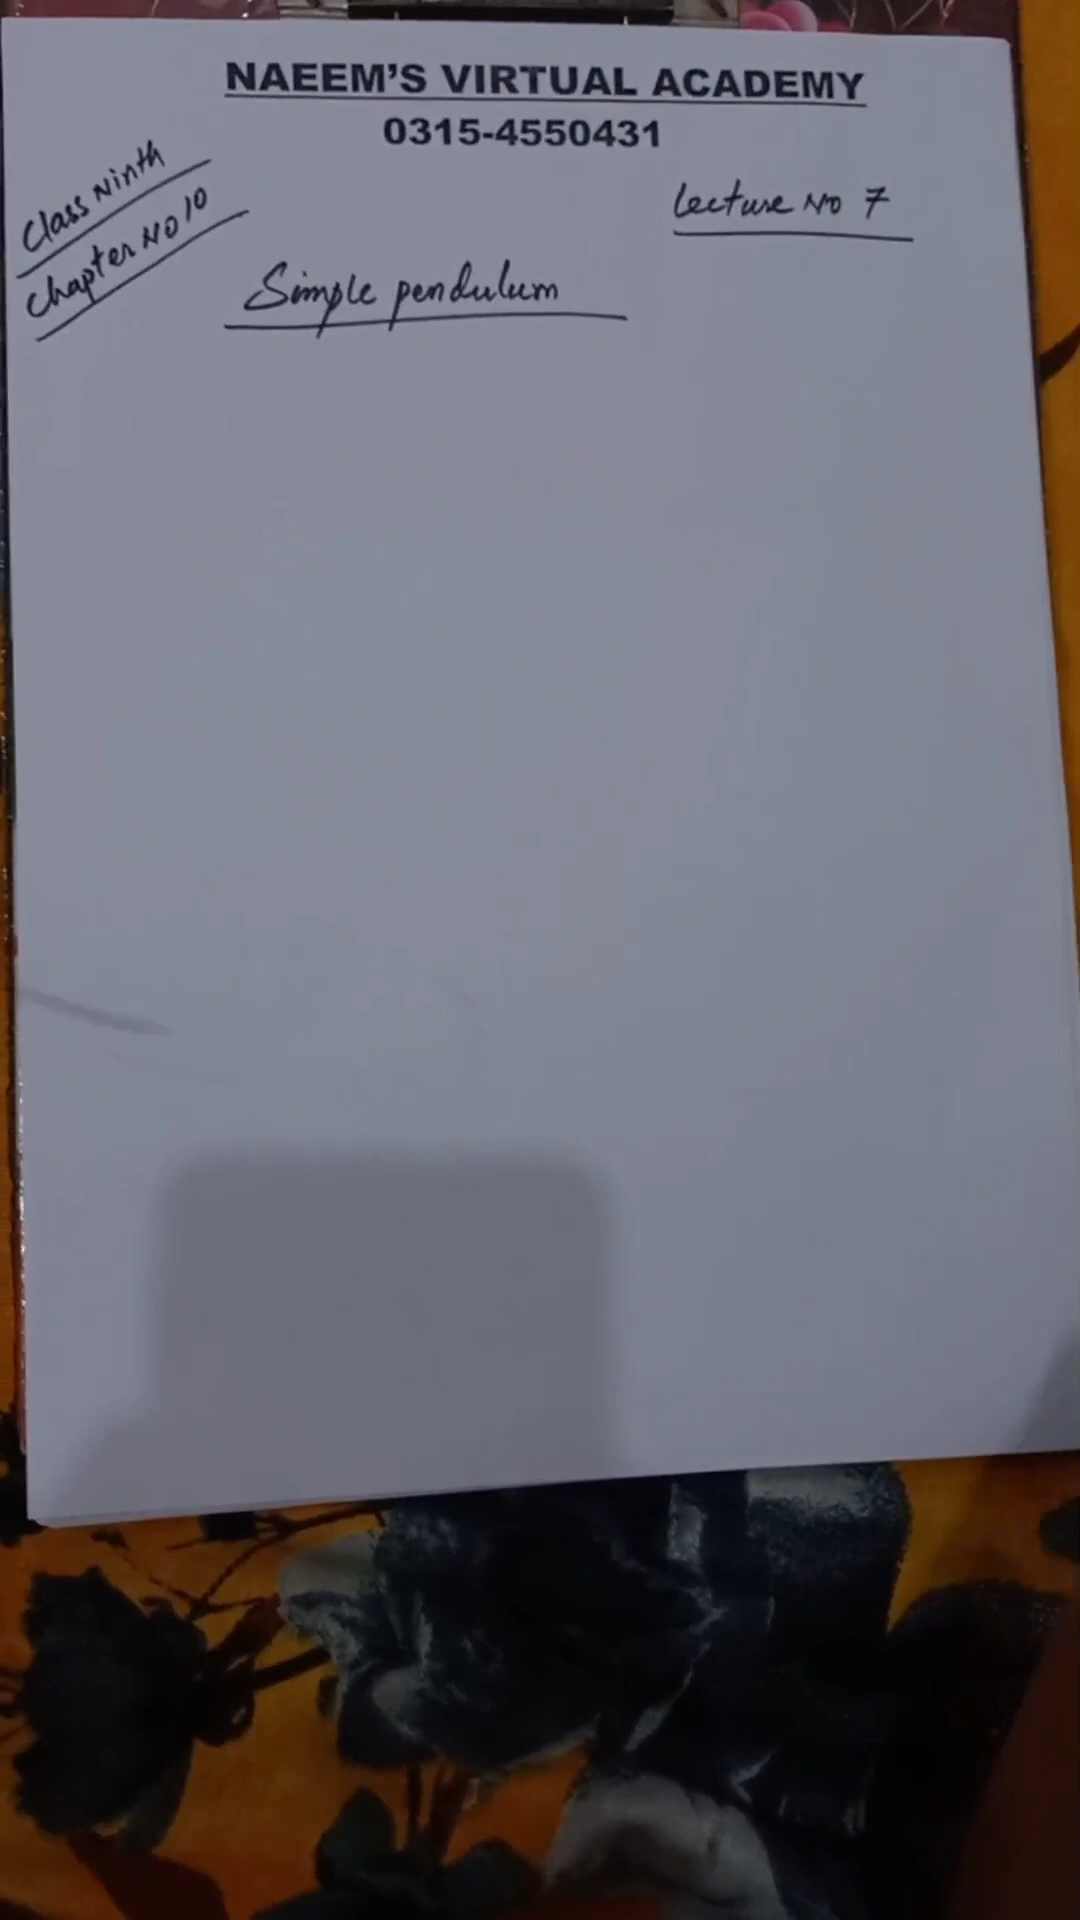 NAEEM'S VIRTUAL ACADEMY
0315-4550431
Class Ninth
Chapter No 10
Lecture No 7
Simple pendulum